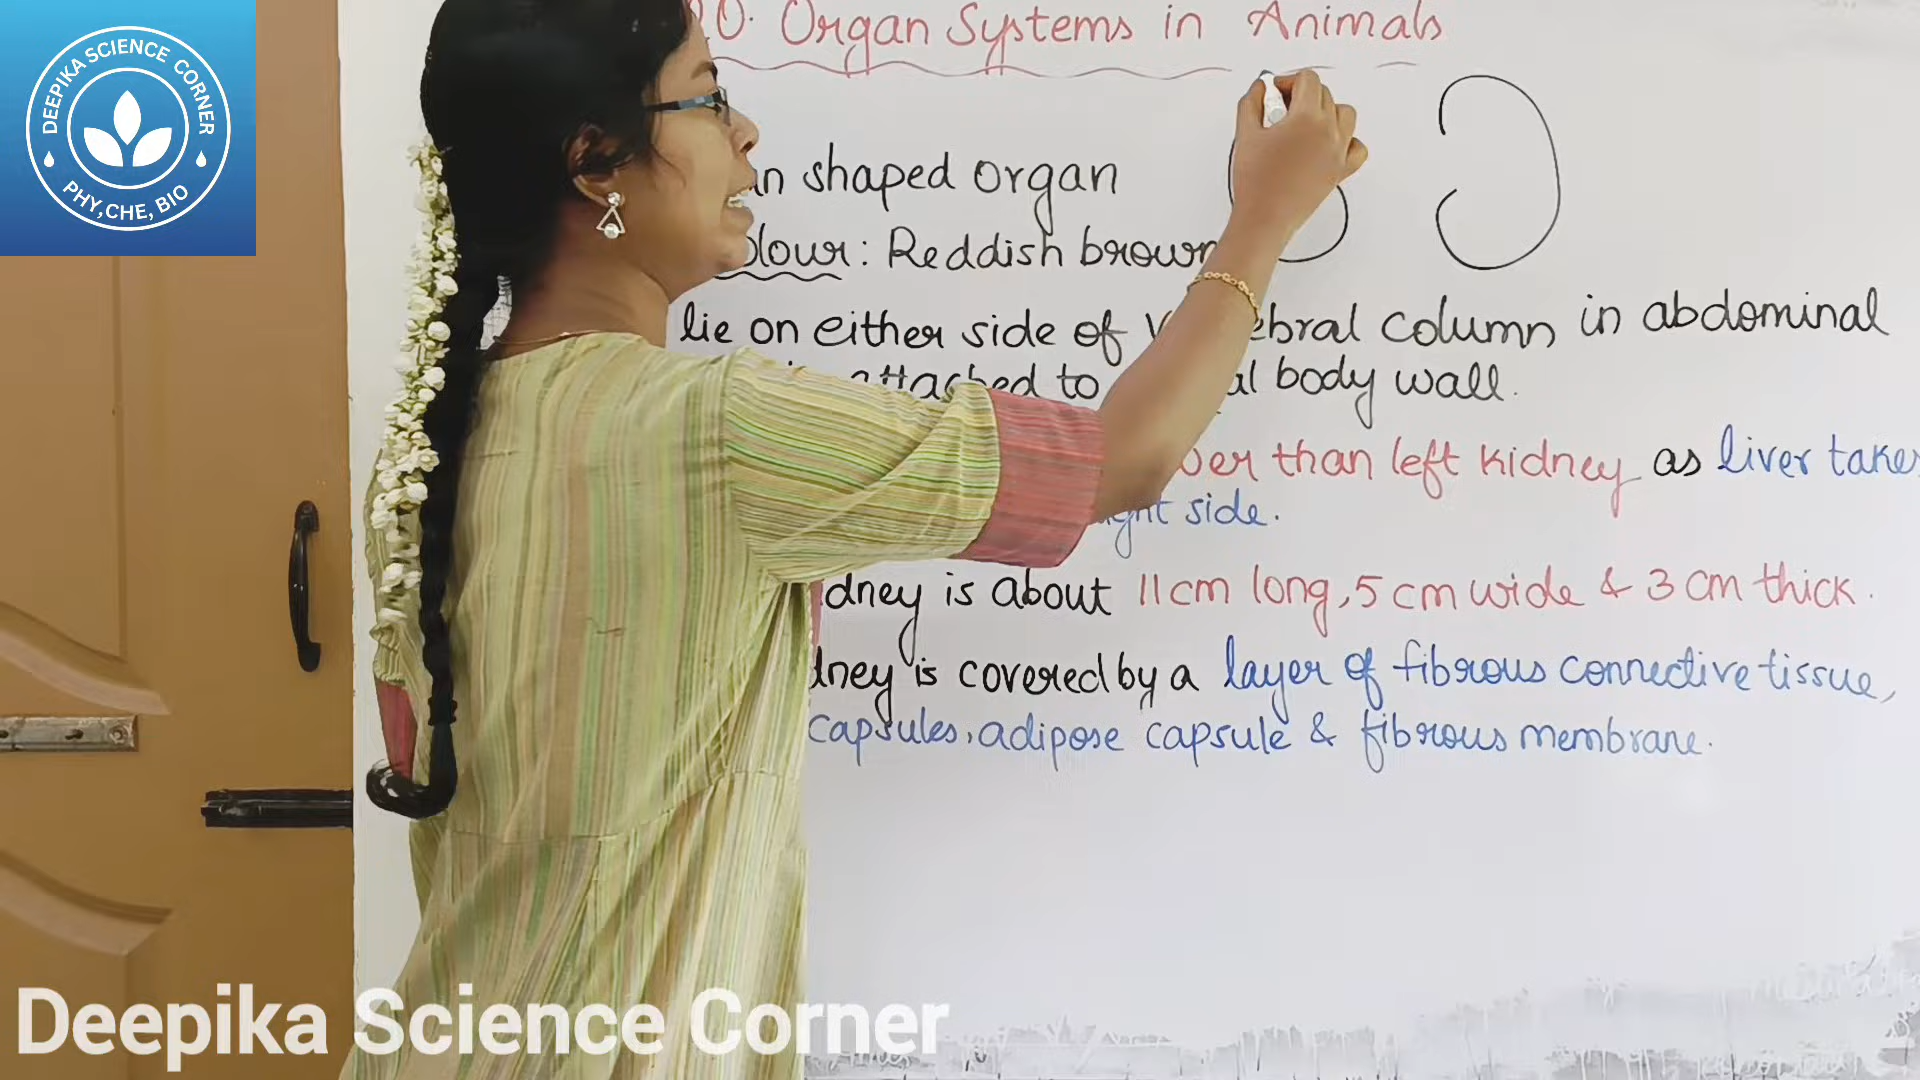 DEEPIKA SCIENCE CORNER
PHY,CHE, BIO
20. Organ Systems in Animals
shaped organ
: Reddish brown
lie on either side of column in abdominal
attached to body wall.
than left kidney as liver takes
side.
is about 11 cm long, 5 cm wide & 3 cm thick.
is covered by a layer of fibrous connective tissue,
capsules, adipose capsule & fibrous membrane.
Deepika Science Corner